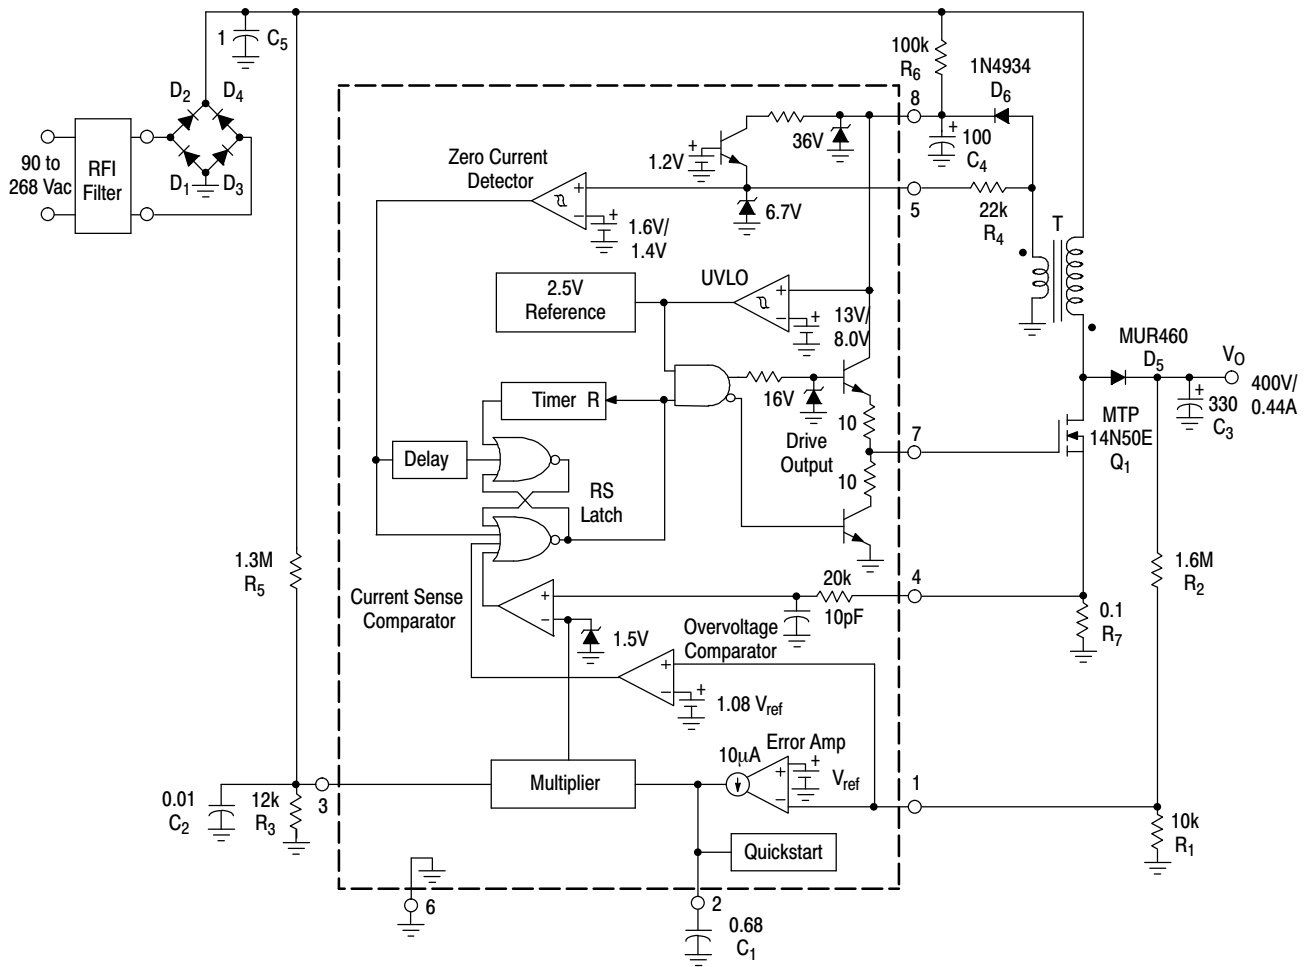 1
C5
D2
D4
D1
D3
90 to
268 Vac
RFI
Filter
100k
R6
1N4934
D6
8
100
C4
36V
1.2V
6.7V
5
22k
R4
T
Zero Current
Detector
1.6V/
1.4V
2.5V
Reference
UVLO
13V/
8.0V
16V
Timer R
Delay
RS
Latch
Drive
Output
10
10
7
MUR460
D5
VO
400V/
0.44A
330
C3
MTP
14N50E
Q1
1.3M
R5
1.6M
R2
Current Sense
Comparator
1.5V
20k
10pF
4
0.1
R7
Overvoltage
Comparator
1.08 Vref
Error Amp
10µA
Vref
1
Multiplier
Quickstart
3
0.01
C2
12k
R3
10k
R1
6
2
0.68
C1
+
+
+
+
+
+
+
+
+
+
+
+
+
−
−
−
−
−